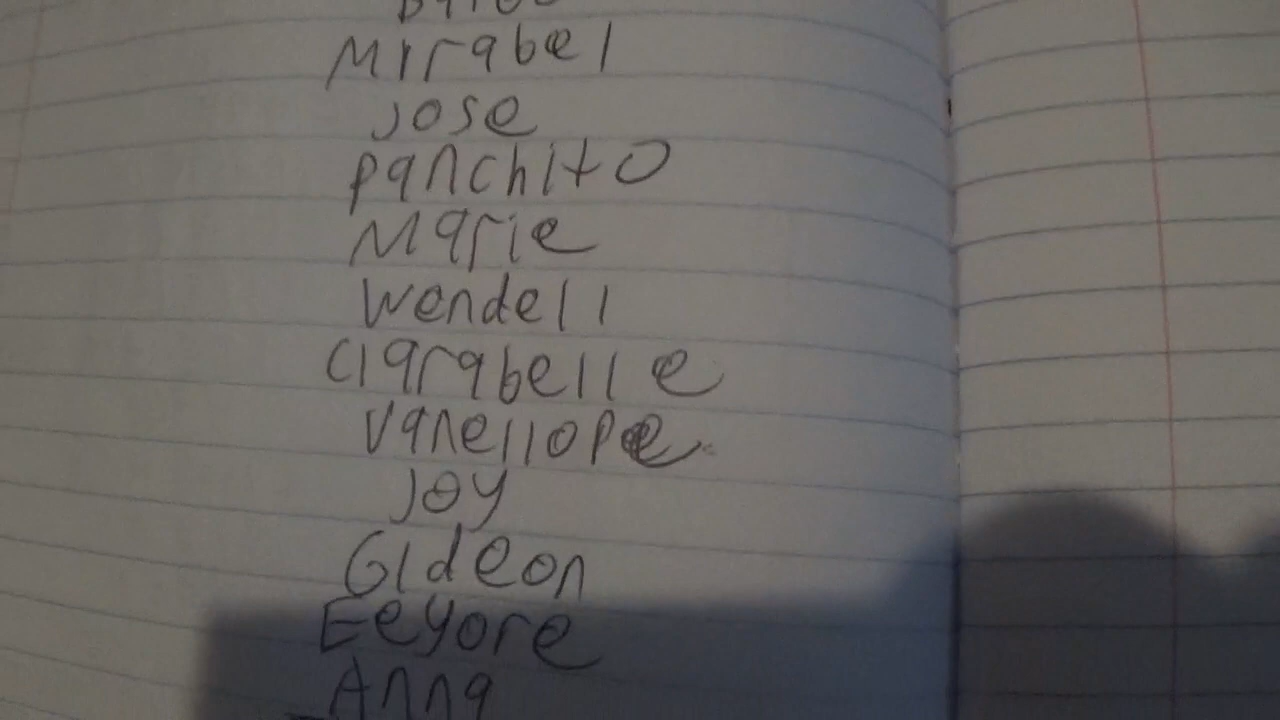 Mirabel
Jose
panchito
Marie
Wendell
Clarabelle
Vanellope
Joy
Gideon
Eeyore
Anna